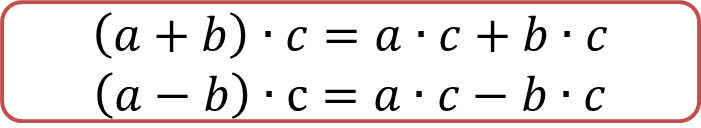 (a + b) · c = a · c + b · c
(a − b) · c = a · c − b · c